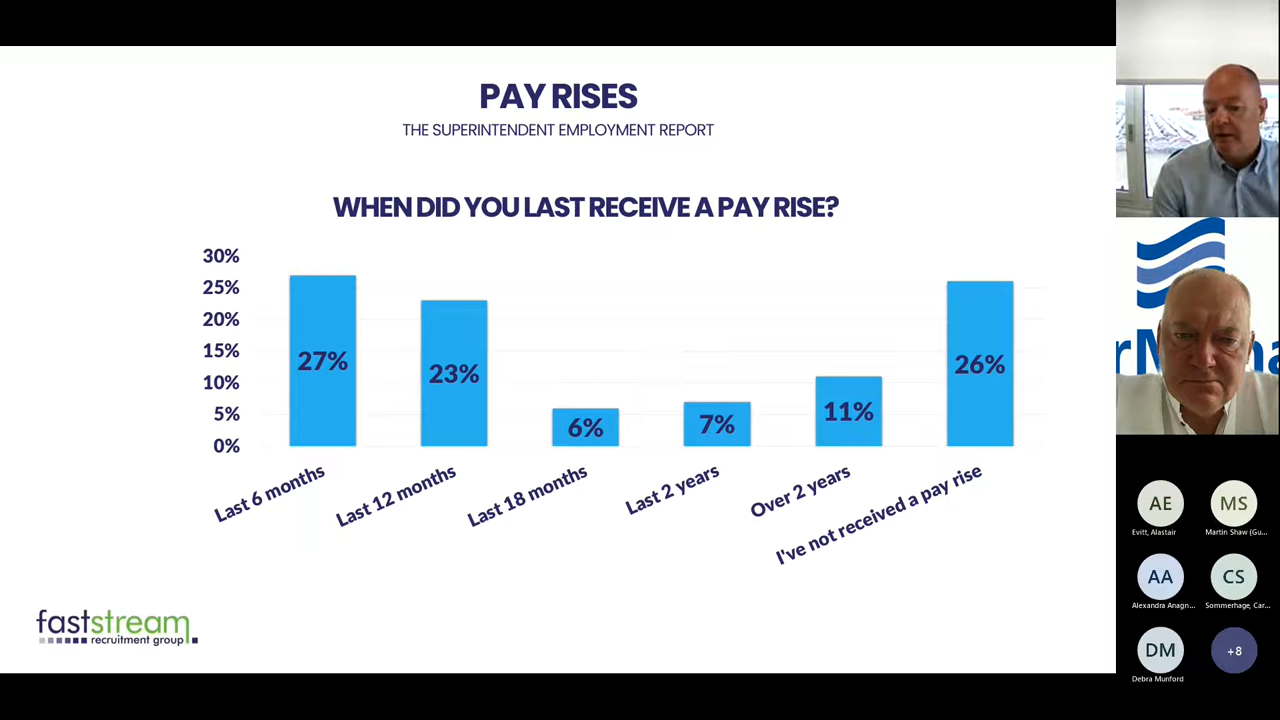 PAY RISES
THE SUPERINTENDENT EMPLOYMENT REPORT
WHEN DID YOU LAST RECEIVE A PAY RISE?
30%
25%
20%
15%
10%
5%
0%
27%
23%
6%
7%
11%
26%
Last 6 months
Last 12 months
Last 18 months
Last 2 years
Over 2 years
I've not received a pay rise
faststream
recruitment group
AE
Evitt, Alastair
MS
Martin Shaw (Gu...
AA
Alexandra Anagn...
CS
Sommerhage, Car...
DM
Debra Munford
+8